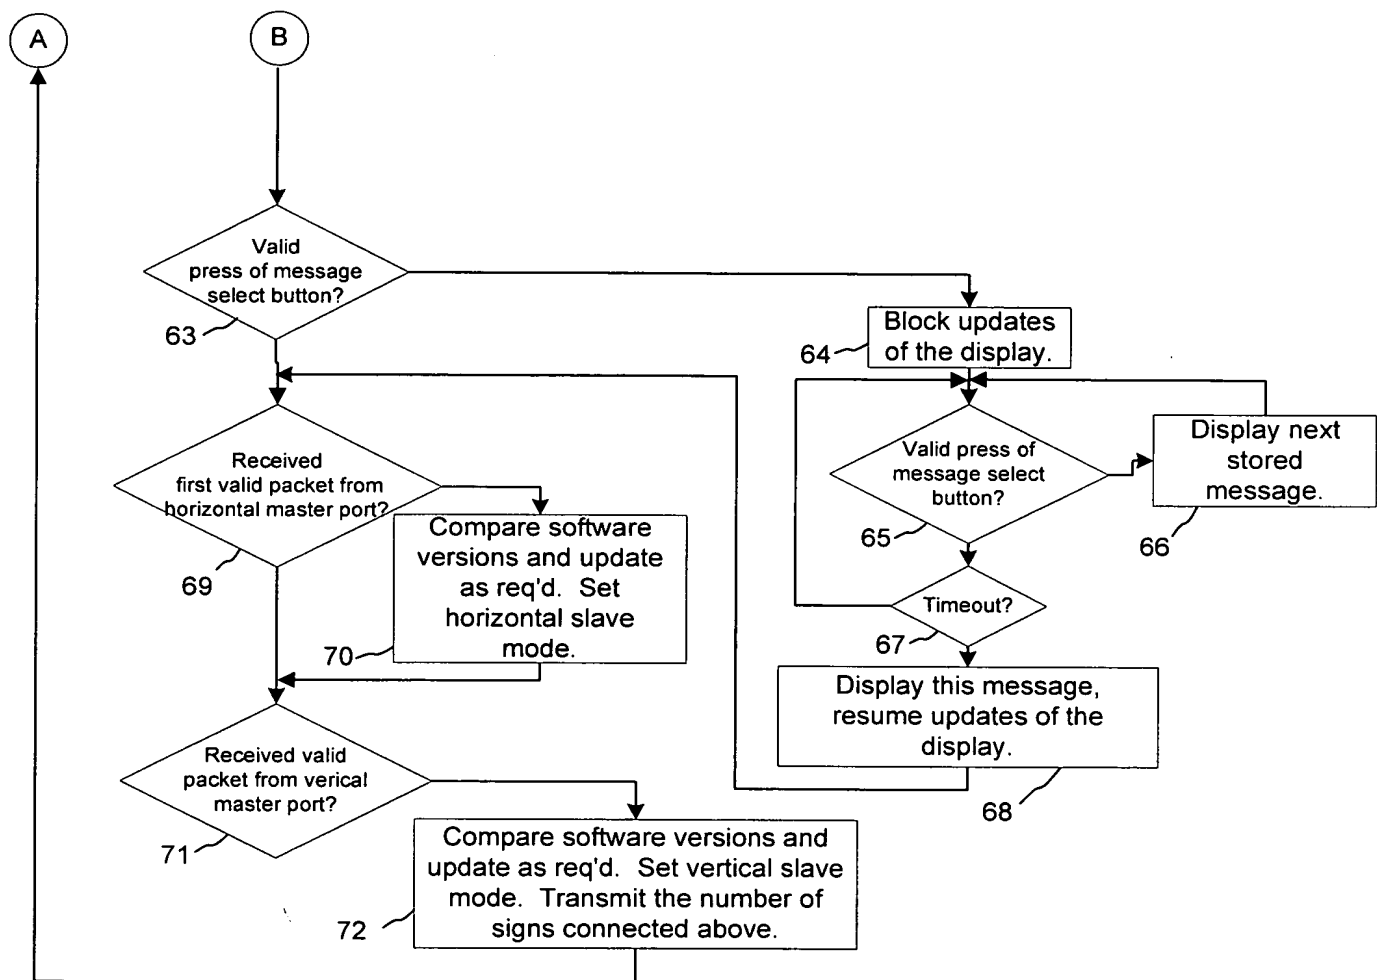 A
B
Valid
press of message
select button?
63
Block updates
of the display.
64
Received
first valid packet from
horizontal master port?
69
Valid press of
message select
button?
65
Display next
stored
message.
66
Compare software
versions and update
as req'd. Set
horizontal slave
mode.
70
Timeout?
67
Display this message,
resume updates of the
display.
68
Received valid
packet from verical
master port?
71
Compare software versions and
update as req'd. Set vertical slave
mode. Transmit the number of
signs connected above.
72